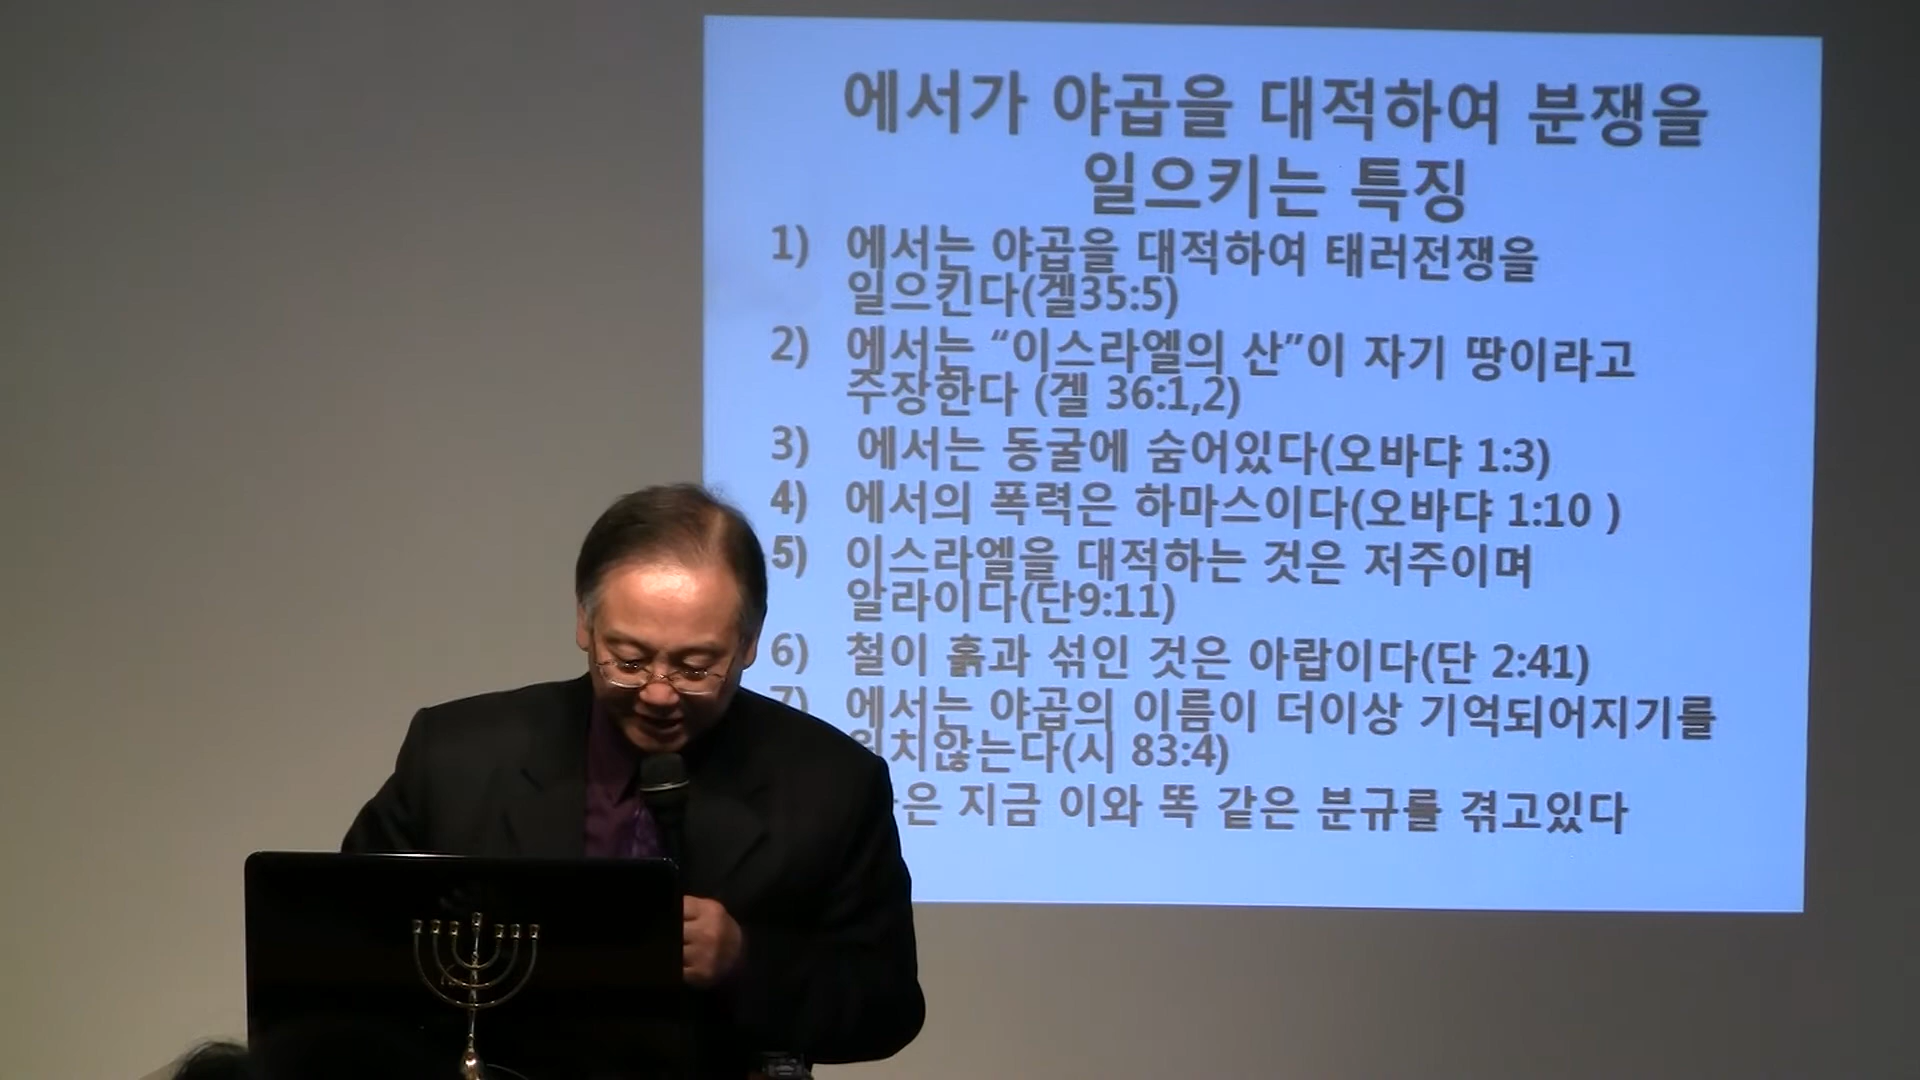 에서가 야곱을 대적하여 분쟁을
일으키는 특징
1) 에서는 야곱을 대적하여 태러전쟁을
일으킨다(겔35:5)
2) 에서는 “이스라엘의 산”이 자기 땅이라고
주장한다 (겔 36:1,2)
3) 에서는 동굴에 숨어있다(오바댜 1:3)
4) 에서의 폭력은 하마스이다(오바댜 1:10 )
5) 이스라엘을 대적하는 것은 저주이며
알라이다(단9:11)
6) 철이 흙과 섞인 것은 아랍이다(단 2:41)
7) 에서는 야곱의 이름이 더이상 기억되어지기를
(시 83:4)
지금 이와 똑 같은 분규를 겪고있다